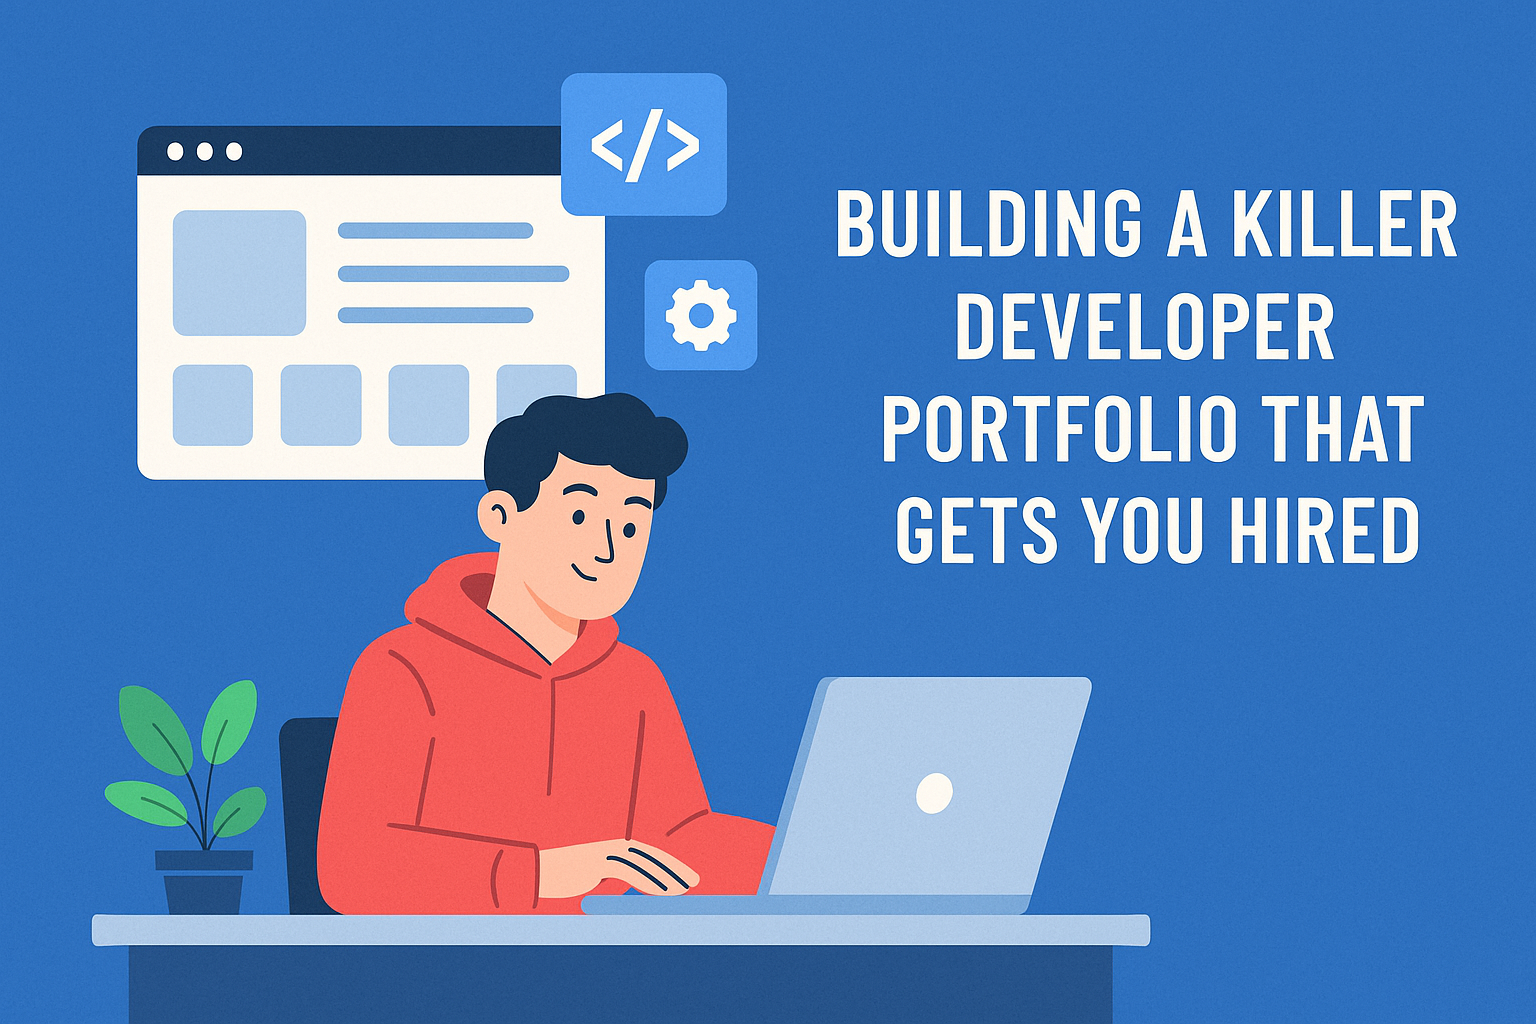 </>
BUILDING A KILLER
DEVELOPER
PORTFOLIO THAT
GETS YOU HIRED